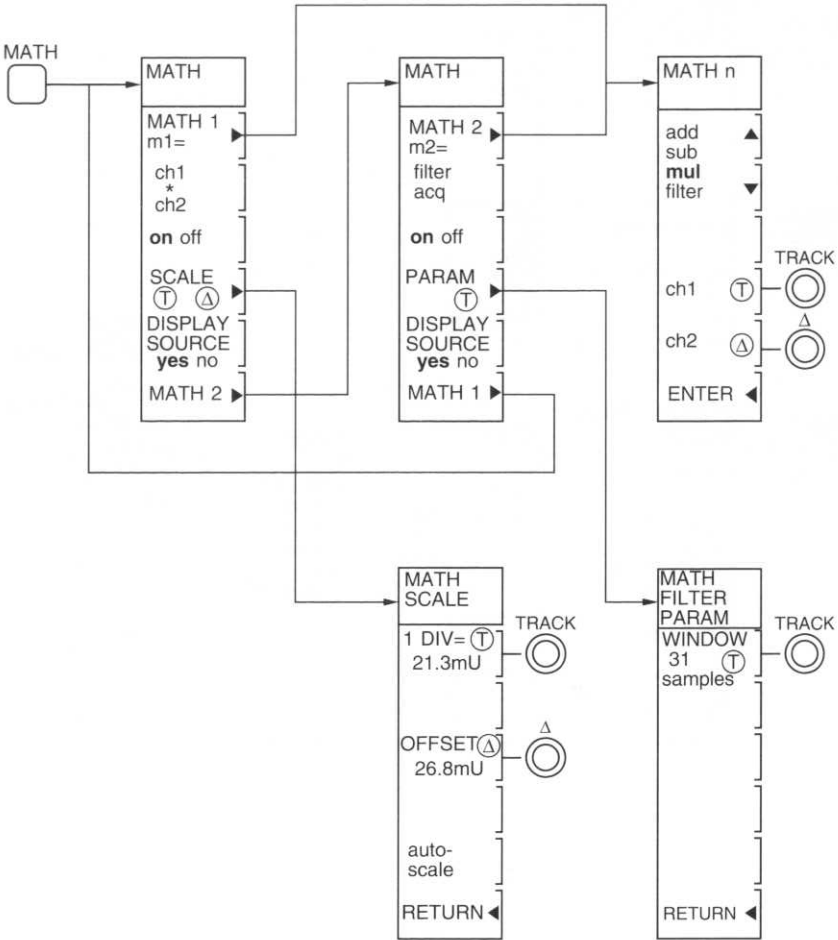 MATH
MATH
MATH 1
m1=
ch1
*
ch2
on off
SCALE
T Δ
DISPLAY
SOURCE
yes no
MATH 2
MATH
MATH 2
m2=
filter
acq
on off
PARAM
T
DISPLAY
SOURCE
yes no
MATH 1
MATH n
add
sub
mul
filter
TRACK
ch1 T
Δ
ch2 Δ
ENTER
MATH
SCALE
TRACK
1 DIV= T
21.3mU
Δ
OFFSET Δ
26.8mU
auto-
scale
RETURN
MATH
FILTER
PARAM
TRACK
WINDOW
31 T
samples
RETURN